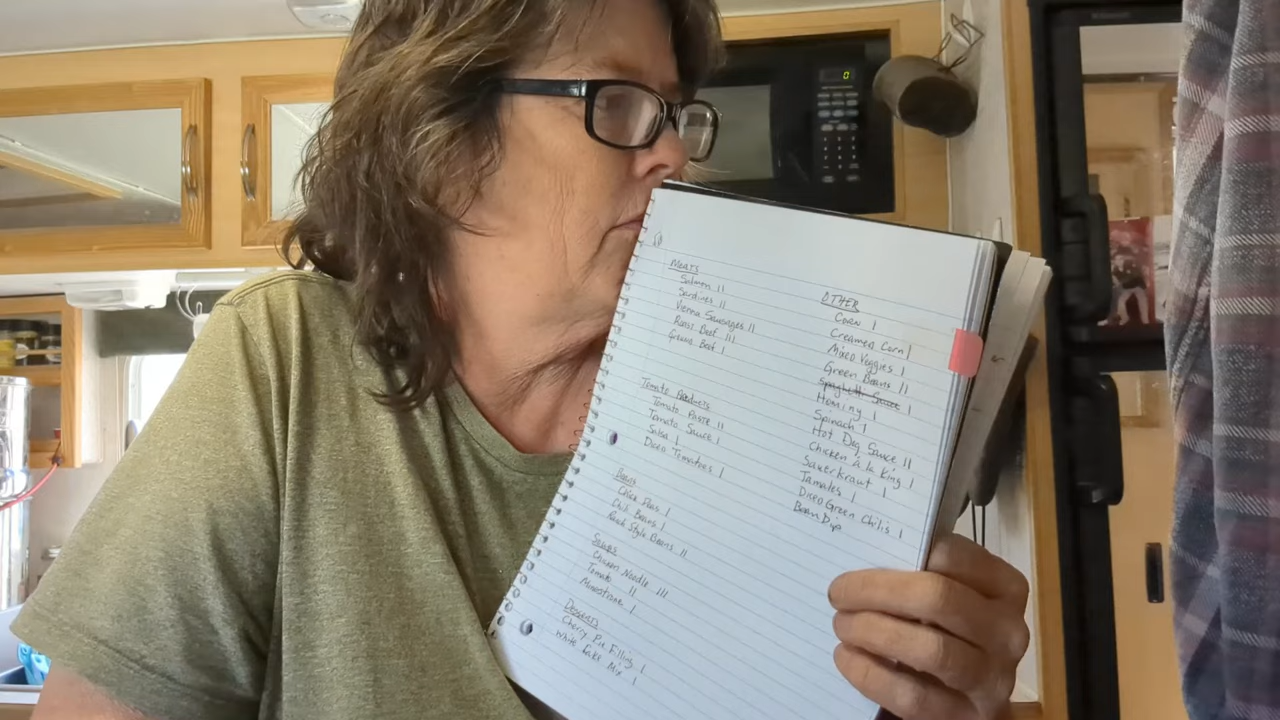 MEATS
Salmon II
Sardines II
Vienna Sausages II
Roast Beef III
Ground Beef I
Tomato Products
Tomato Paste II
Tomato Sauce I
Salsa I
Diced Tomatoes I
Beans
Chick Peas I
Chili Beans I
Ranch Style Beans II
Soups
Chicken Noodle III
Tomato II
Minestrone I
Desserts
Cherry Pie Filling I
White Cake Mix I
OTHER
CORN I
Creamed Corn I
Mixed Veggies I
Green Beans II
Spaghetti Sauce I
Hominy I
Spinach I
Hot Dog Sauce II
Chicken á la King I
Sauerkraut I
Tamales I
Diced Green Chilis I
Bean Dip
0